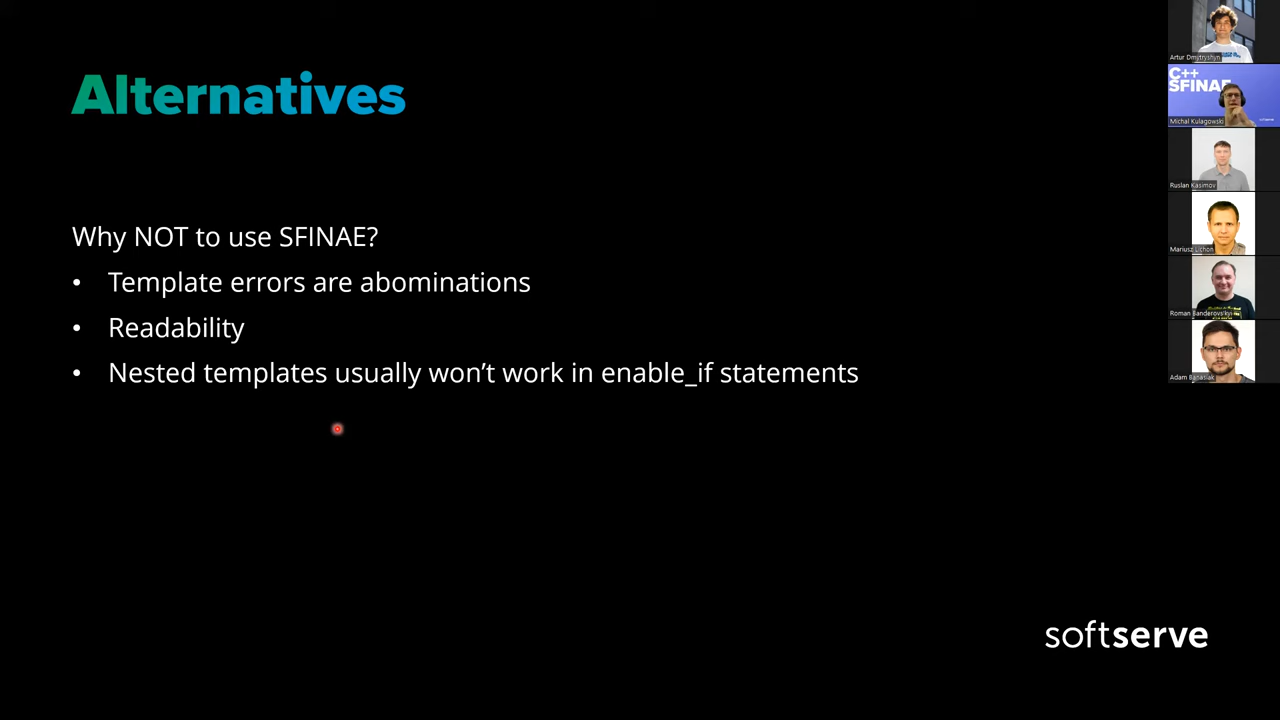 Alternatives
Why NOT to use SFINAE?
• Template errors are abominations
• Readability
• Nested templates usually won't work in enable_if statements
softserve
Artur Dmytryshyn
C++
SFINAE
Michal Kulagowski
Ruslan Kasimov
Mariusz Lichon
Roman Banderovskyi
Adam